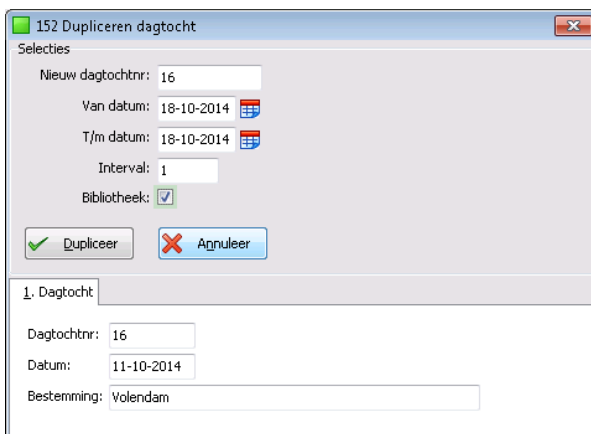 152 Dupliceren dagtocht
Selecties
Nieuw dagtochtnr: 16
Van datum: 18-10-2014
T/m datum: 18-10-2014
Interval: 1
Bibliotheek:
Dupliceer Annuleer
1. Dagtocht
Dagtochtnr: 16
Datum: 11-10-2014
Bestemming: Volendam